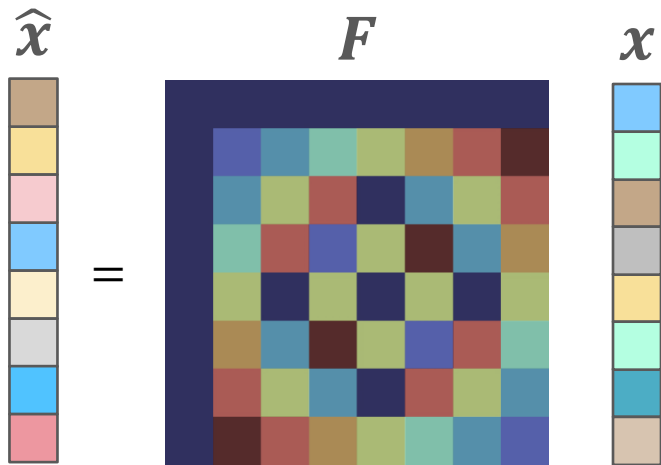 x̂ F x
=